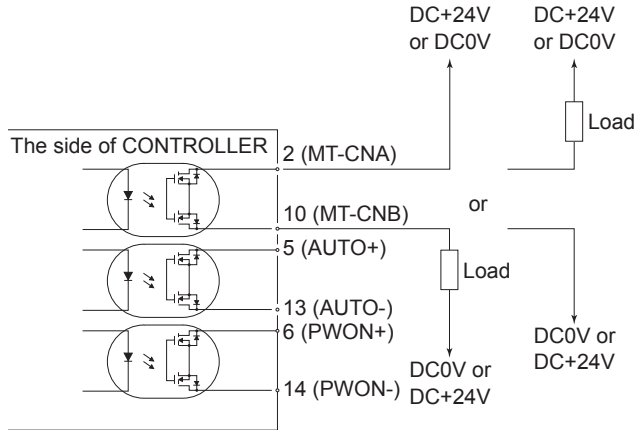 DC+24V
or DC0V
DC+24V
or DC0V
Load
The side of CONTROLLER
2 (MT-CNA)
10 (MT-CNB)
or
5 (AUTO+)
Load
13 (AUTO-)
6 (PWON+)
DC0V or
DC+24V
14 (PWON-)
DC0V or
DC+24V